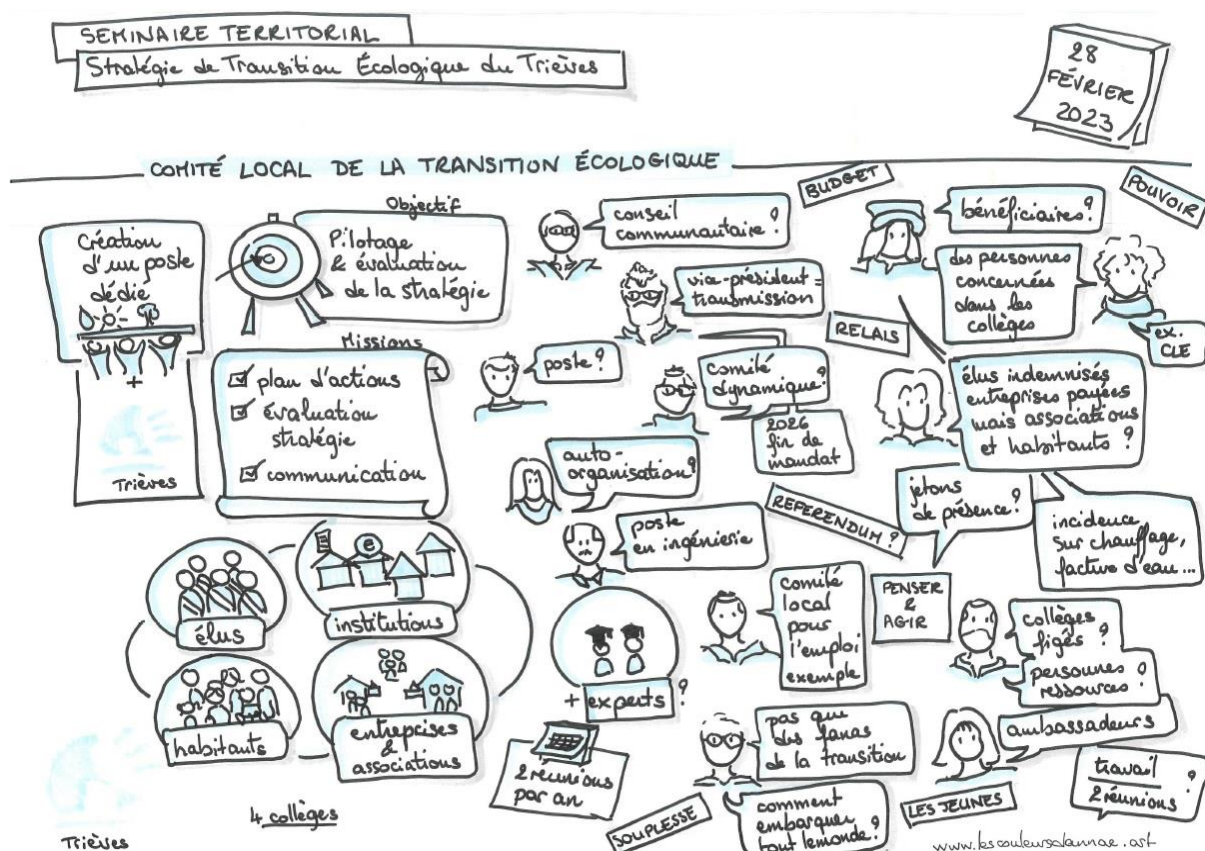 SEMINAIRE TERRITORIAL
Stratégie de Transition Écologique du Trièves
28
FÉVRIER
2023
COMITÉ LOCAL DE LA TRANSITION ÉCOLOGIQUE
Création
d'un poste
dédié
+
Trièves
Objectif
Pilotage
& évaluation
de la stratégie
Missions
plan d'actions
évaluation
stratégie
communication
élus
institutions
habitants
entreprises
&
associations
4 collèges
Trièves
conseil
communautaire ?
vice-président =
transmission
poste ?
comité
dynamique ?
2026
fin de
mandat
auto-
organisation ?
poste
en ingénierie
+ experts ?
2 réunions
par an
comité
local
pour
l'emploi
exemple
pas que
des fanas
de la transition
comment
embarquer
tout le monde ?
SOUPLESSE
BUDGET
bénéficiaires ?
POUVOIR
des personnes
concernées
dans les
collèges
ex.
CLE
RELAIS
élus indemnisés
entreprises payées
mais associations
et habitants ?
jetons
de présence ?
incidence
sur chauffage,
facture d'eau...
REFERENDUM ?
PENSER
&
AGIR
collèges
figés ?
personnes
ressources ?
ambassadeurs
LES JEUNES
travail
2 réunions ?